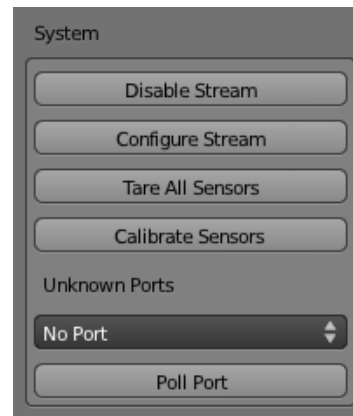 System
Disable Stream
Configure Stream
Tare All Sensors
Calibrate Sensors
Unknown Ports
No Port
Poll Port